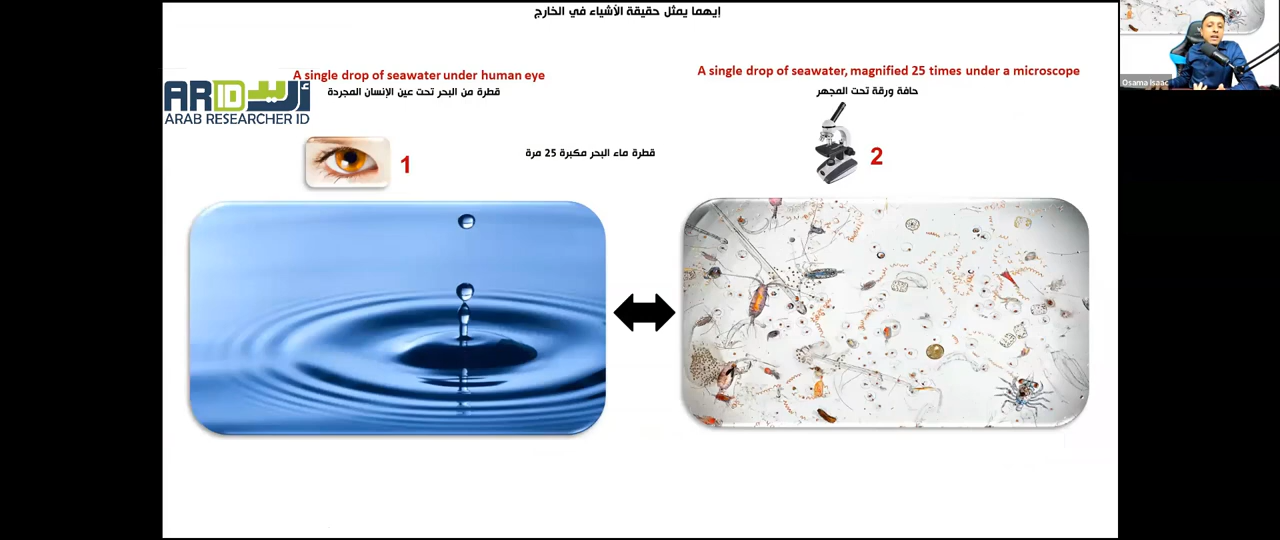 إيهما يمثل حقيقة الأشياء في الخارج
A single drop of seawater under human eye
قطرة من البحر تحت عين الإنسان المجردة
ARID أريد
ARAB RESEARCHER ID
1
قطرة ماء البحر مكبرة 25 مرة
A single drop of seawater, magnified 25 times under a microscope
حافة ورقة تحت المجهر
2
Osama Isaac